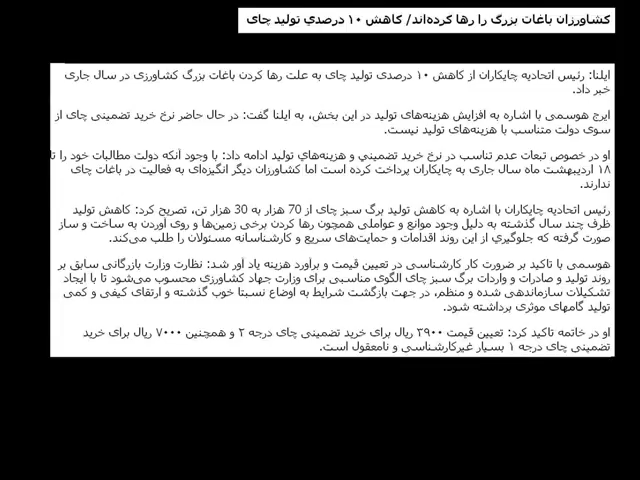 کشاورزان باغات بزرگ را رها کرده‌اند/ کاهش ۱۰ درصدي توليد چای
ایلنا: رئیس اتحادیه چایکاران از کاهش ۱۰ درصدی تولید چای به علت رها کردن باغات بزرگ کشاورزی در سال جاری
خبر داد.
ایرج هوسمی با اشاره به افزایش هزینه‌های تولید در این بخش، به ایلنا گفت: در حال حاضر نرخ خرید تضمینی چای از
سوی دولت متناسب با هزینه‌های تولید نیست.
او در خصوص تبعات عدم تناسب در نرخ خريد تضميني و هزينه‌هاي توليد ادامه داد: با وجود آنکه دولت مطالبات خود را تا
۱۸ اردیبهشت ماه سال جاری به چایکاران پرداخت کرده است اما کشاورزان دیگر انگیزه‌ای به فعالیت در باغات چای
ندارند.
رئیس اتحادیه چایکاران با اشاره به کاهش تولید برگ سبز چای از 70 هزار به 30 هزار تن، تصریح کرد: کاهش تولید
ظرف چند سال گذشته به دلیل وجود موانع و عواملی همچون رها کردن برخی زمین‌ها و روی آوردن به ساخت و ساز
صورت گرفته که جلوگيري از اين روند اقدامات و حمایت‌های سریع و کارشناسانه مسئولان را طلب می‌کند.
هوسمی با تاکید بر ضرورت کار کارشناسی در تعیین قیمت و برآورد هزینه یاد آور شد: نظارت وزارت بازرگانی سابق بر
روند تولید و صادرات و واردات برگ سبز چای الگوی مناسبی برای وزارت جهاد کشاورزی محسوب می‌شود تا با ایجاد
تشکیلات سازماندهی شده و منظم، در جهت بازگشت شرایط به اوضاع نسبتا خوب گذشته و ارتقای کیفی و کمی
تولید گامهای موثری برداشته شود.
او در خاتمه تاکید کرد: تعیین قیمت ۲۹۰۰ ریال برای خرید تضمینی چای درجه ۲ و همچنین ۷۰۰۰ ریال برای خرید
تضمینی چای درجه ۱ بسیار غیرکارشناسی و نامعقول است.